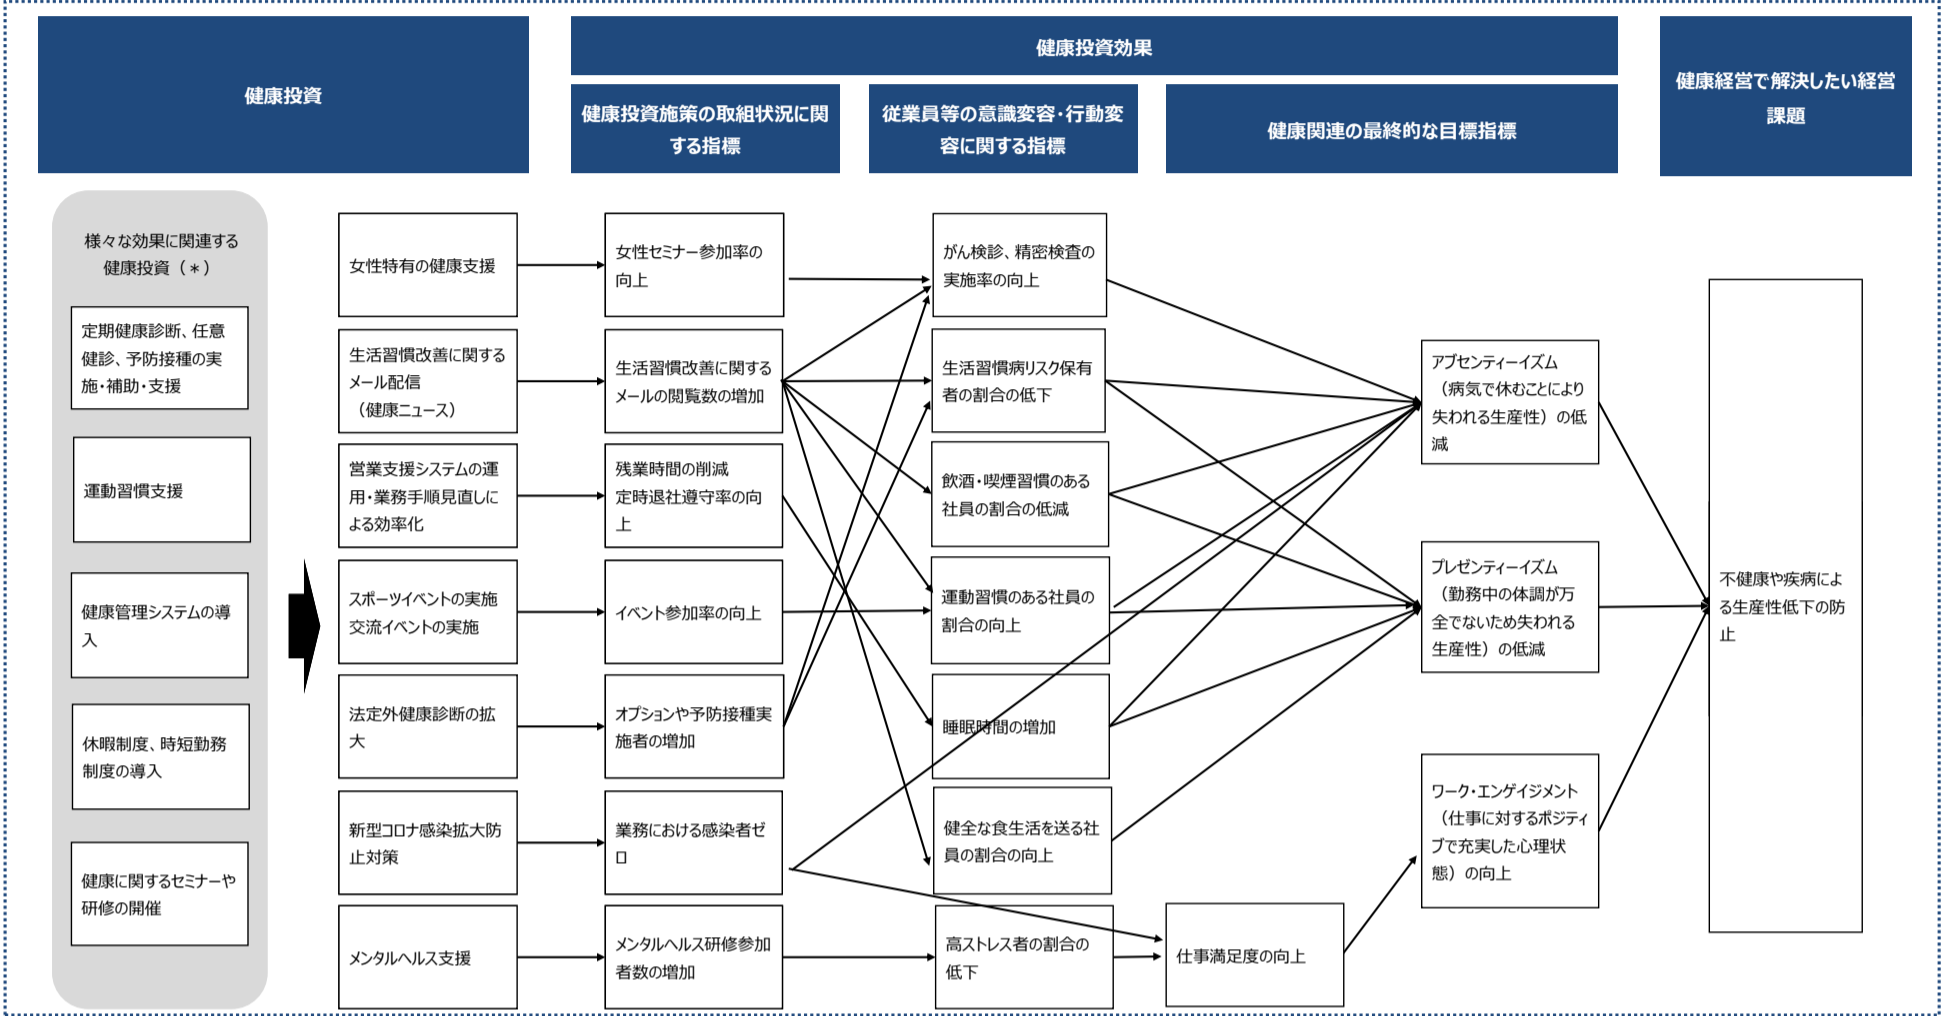 健康投資
健康投資効果
健康経営で解決したい経営
課題
健康投資施策の取組状況に関
する指標
従業員等の意識変容・行動変
容に関する指標
健康関連の最終的な目標指標
様々な効果に関連する
健康投資（＊）
定期健康診断、任意
健診、予防接種の実
施・補助・支援
運動習慣支援
健康管理システムの導
入
休暇制度、時短勤務
制度の導入
健康に関するセミナーや
研修の開催
女性特有の健康支援
生活習慣改善に関する
メール配信
（健康ニュース）
営業支援システムの運
用・業務手順見直しに
よる効率化
スポーツイベントの実施
交流イベントの実施
法定外健康診断の拡
大
新型コロナ感染拡大防
止対策
メンタルヘルス支援
女性セミナー参加率の
向上
生活習慣改善に関する
メールの閲覧数の増加
残業時間の削減
定時退社遵守率の向
上
イベント参加率の向上
オプションや予防接種実
施者の増加
業務における感染者ゼ
ロ
メンタルヘルス研修参加
者数の増加
がん検診、精密検査の
実施率の向上
生活習慣病リスク保有
者の割合の低下
飲酒・喫煙習慣のある
社員の割合の低減
運動習慣のある社員の
割合の向上
睡眠時間の増加
健全な食生活を送る社
員の割合の向上
高ストレス者の割合の
低下
仕事満足度の向上
アブセンティーイズム
（病気で休むことにより
失われる生産性）の低
減
プレゼンティーイズム
（勤務中の体調が万
全でないため失われる
生産性）の低減
ワーク・エンゲイジメント
（仕事に対するポジティ
ブで充実した心理状
態）の向上
不健康や疾病によ
る生産性低下の防
止